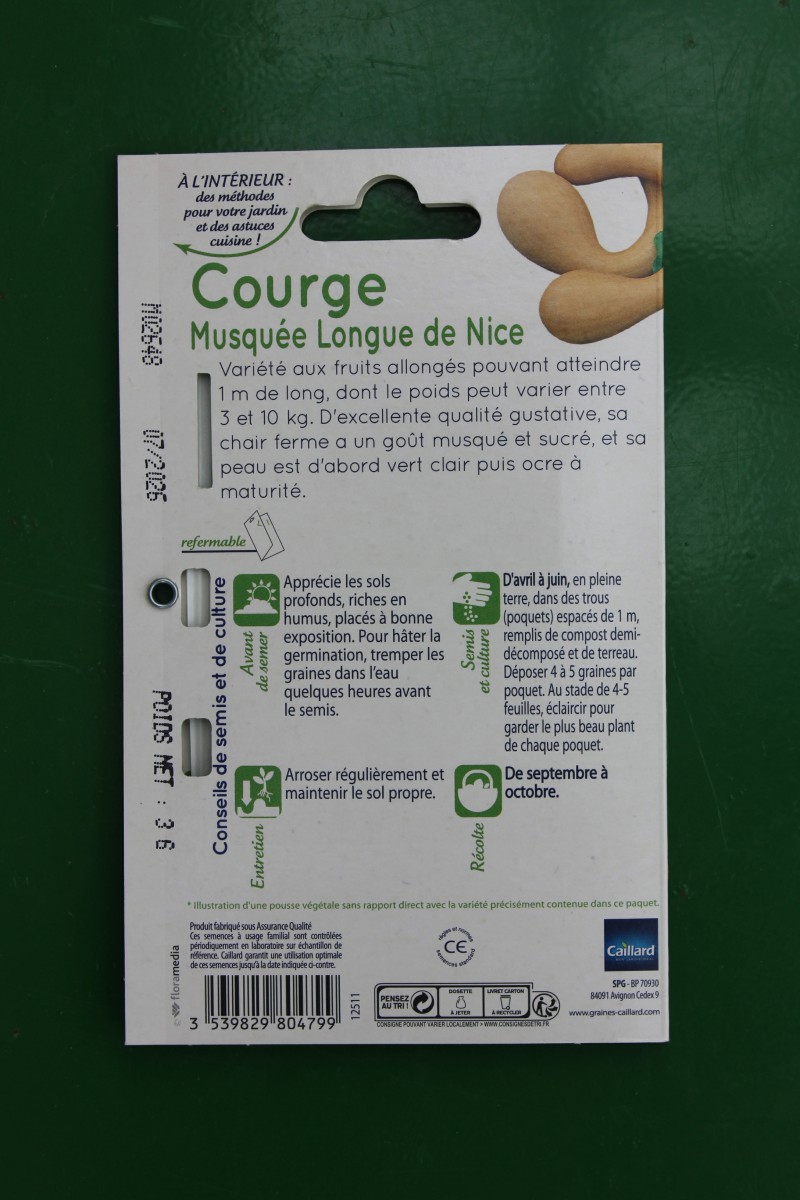 À L'INTÉRIEUR :
des méthodes
pour votre jardin
et des astuces
cuisine !
Courge
Musquée Longue de Nice
Variété aux fruits allongés pouvant atteindre
1 m de long, dont le poids peut varier entre
3 et 10 kg. D'excellente qualité gustative, sa
chair ferme a un goût musqué et sucré, et sa
peau est d'abord vert clair puis ocre à
maturité.
refermable
MU2648
07/2026
POIDS NET : 3 G
Conseils de semis et de culture
Avant
de semer
Apprécie les sols
profonds, riches en
humus, placés à bonne
exposition. Pour hâter la
germination, tremper les
graines dans l'eau
quelques heures avant
le semis.
Semis
et culture
D'avril à juin, en pleine
terre, dans des trous
(poquets) espacés de 1 m,
remplis de compost demi-
décomposé et de terreau.
Déposer 4 à 5 graines par
poquet. Au stade de 4-5
feuilles, éclaircir pour
garder le plus beau plant
de chaque poquet.
Entretien
Arroser régulièrement et
maintenir le sol propre.
Récolte
De septembre à
octobre.
* Illustration d'une pousse végétale sans rapport direct avec la variété précisément contenue dans ce paquet.
Produit fabriqué sous Assurance Qualité
Ces semences à usage familial sont contrôlées
périodiquement en laboratoire sur échantillon de
référence. Caillard garantit une utilisation optimale
de ces semences jusqu'à la date indiquée ci-contre.
© floramedia
3 539829 804799
12511
règles et normes
CE
semences standard
PENSEZ
AU TRI !
DOSETTE
À JETER
LIVRET CARTON
À RECYCLER
CONSIGNE POUVANT VARIER LOCALEMENT > WWW.CONSIGNESDETRI.FR
Caillard
SPG - BP 70930
84091 Avignon Cedex 9
www.graines-caillard.com